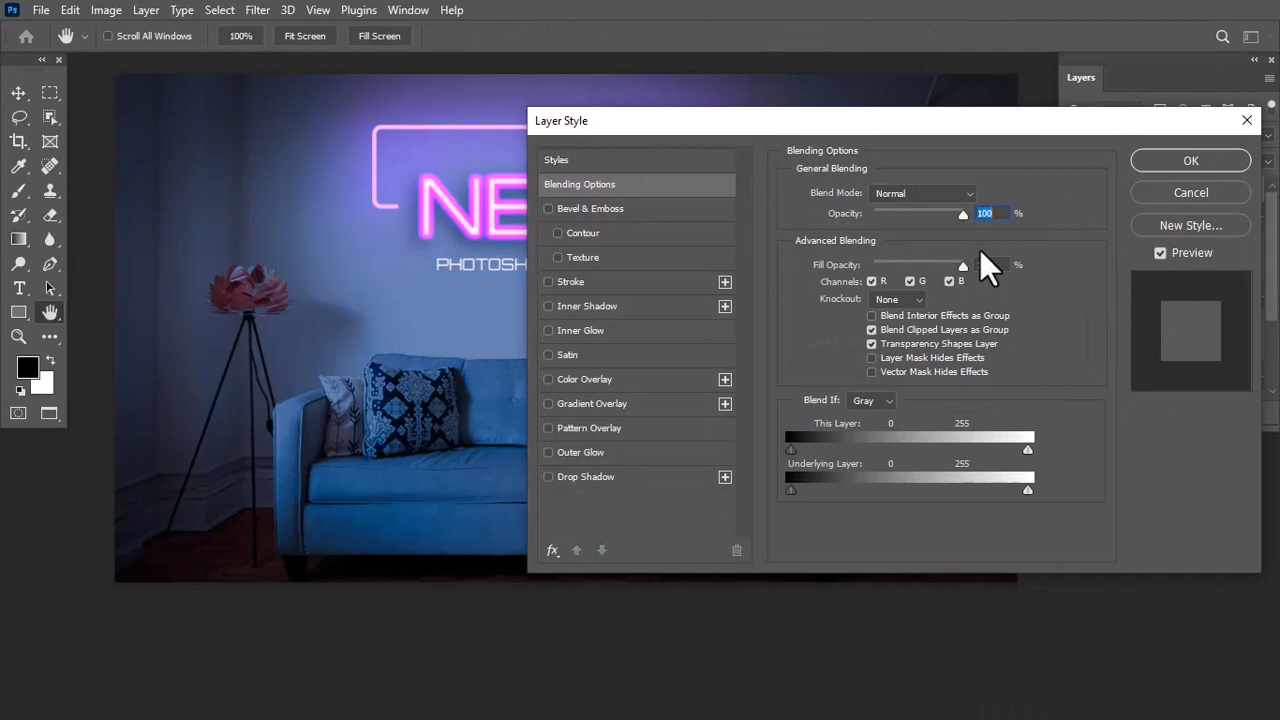 Ps File Edit Image Layer Type Select Filter 3D View Plugins Window Help
Scroll All Windows 100% Fit Screen Fill Screen
Layers
NE
PHOTOSH
Layer Style
Styles
Blending Options
Bevel & Emboss
Contour
Texture
Stroke
Inner Shadow
Inner Glow
Satin
Color Overlay
Gradient Overlay
Pattern Overlay
Outer Glow
Drop Shadow
fx
Blending Options
General Blending
Blend Mode: Normal
Opacity: 100 %
Advanced Blending
Fill Opacity: %
Channels: R G B
Knockout: None
Blend Interior Effects as Group
Blend Clipped Layers as Group
Transparency Shapes Layer
Layer Mask Hides Effects
Vector Mask Hides Effects
Blend If: Gray
This Layer: 0 255
Underlying Layer: 0 255
OK
Cancel
New Style...
Preview